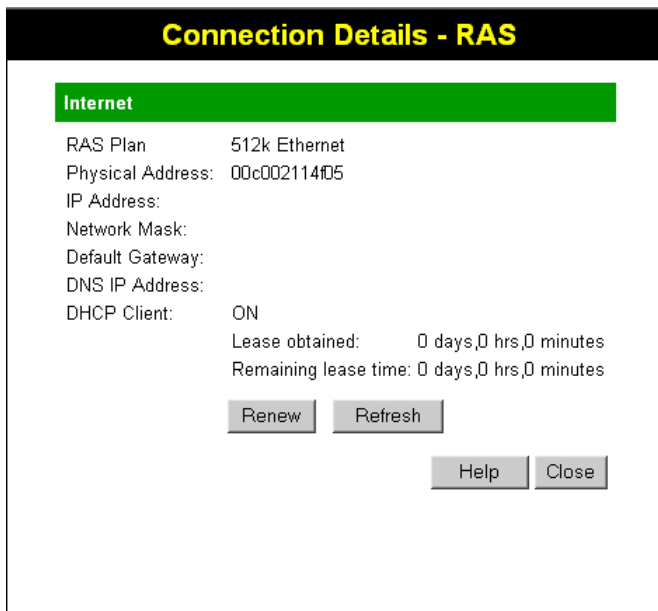 Connection Details - RAS
Internet
RAS Plan 512k Ethernet
Physical Address: 00c002114f05
IP Address:
Network Mask:
Default Gateway:
DNS IP Address:
DHCP Client: ON
Lease obtained: 0 days,0 hrs,0 minutes
Remaining lease time: 0 days,0 hrs,0 minutes
Renew Refresh
Help Close